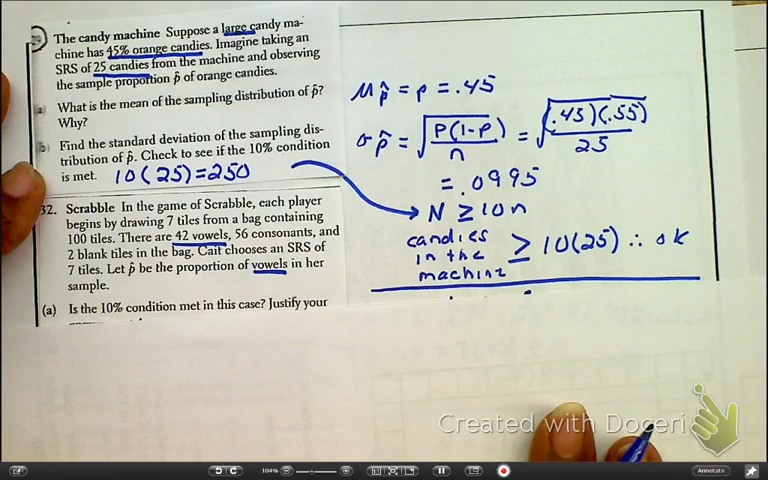 The candy machine Suppose a large candy ma-
chine has 45% orange candies. Imagine taking an
SRS of 25 candies from the machine and observing
the sample proportion p̂ of orange candies.
What is the mean of the sampling distribution of p̂?
Why?
Find the standard deviation of the sampling dis-
tribution of p̂. Check to see if the 10% condition
is met. 10(25)=250
32. Scrabble In the game of Scrabble, each player
begins by drawing 7 tiles from a bag containing
100 tiles. There are 42 vowels, 56 consonants, and
2 blank tiles in the bag. Cait chooses an SRS of
7 tiles. Let p̂ be the proportion of vowels in her
sample.
(a) Is the 10% condition met in this case? Justify your
μp̂ = p = .45
σp̂ = √(p(1-p)/n) = √((.45)(.55)/25)
= .0995
N ≥ 10n
candies
in the
machine
≥ 10(25) ∴ ok
Created with Doceri
104%
Annotate